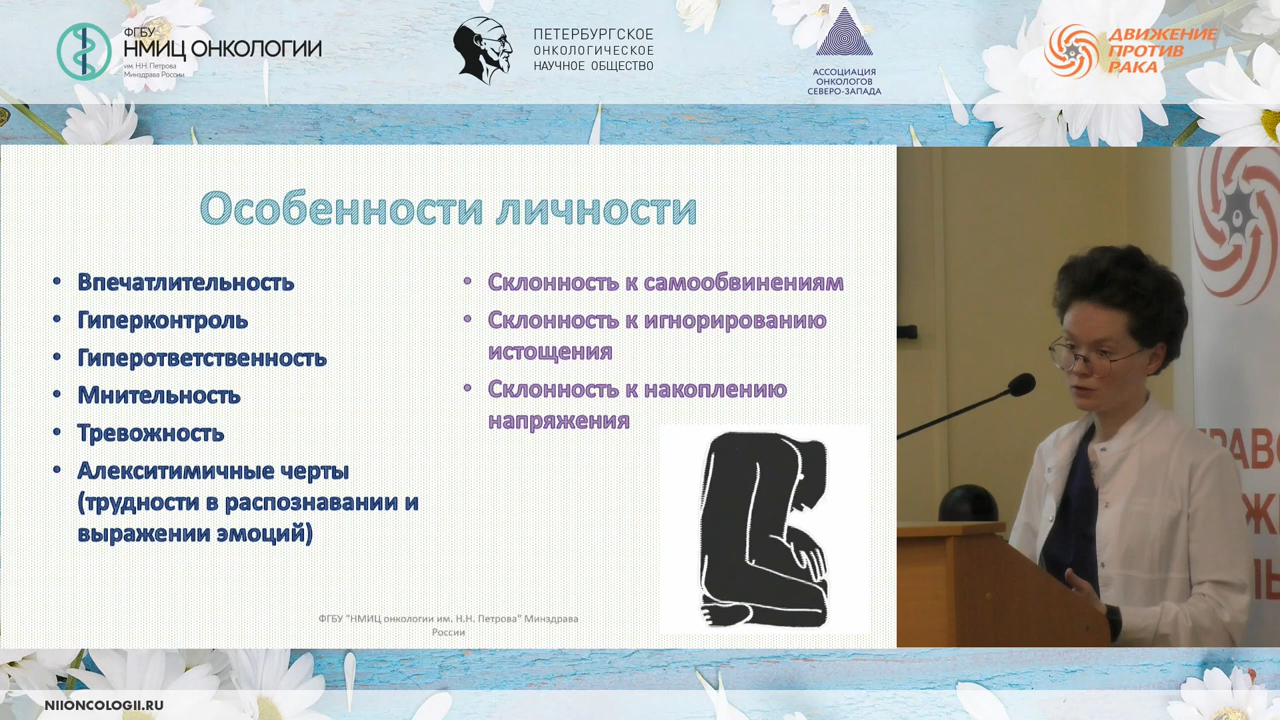 ФГБУ
НМИЦ ОНКОЛОГИИ
им. Н.Н. Петрова
Минздрава России
ПЕТЕРБУРГСКОЕ
ОНКОЛОГИЧЕСКОЕ
НАУЧНОЕ ОБЩЕСТВО
АССОЦИАЦИЯ
ОНКОЛОГОВ
СЕВЕРО-ЗАПАДА
ДВИЖЕНИЕ
ПРОТИВ
РАКА
Особенности личности
• Впечатлительность
• Гиперконтроль
• Гиперответственность
• Мнительность
• Тревожность
• Алекситимичные черты
(трудности в распознавании и
выражении эмоций)
• Склонность к самообвинениям
• Склонность к игнорированию
истощения
• Склонность к накоплению
напряжения
ФГБУ "НМИЦ онкологии им. Н.Н. Петрова" Минздрава
России
NIIONCOLOGII.RU